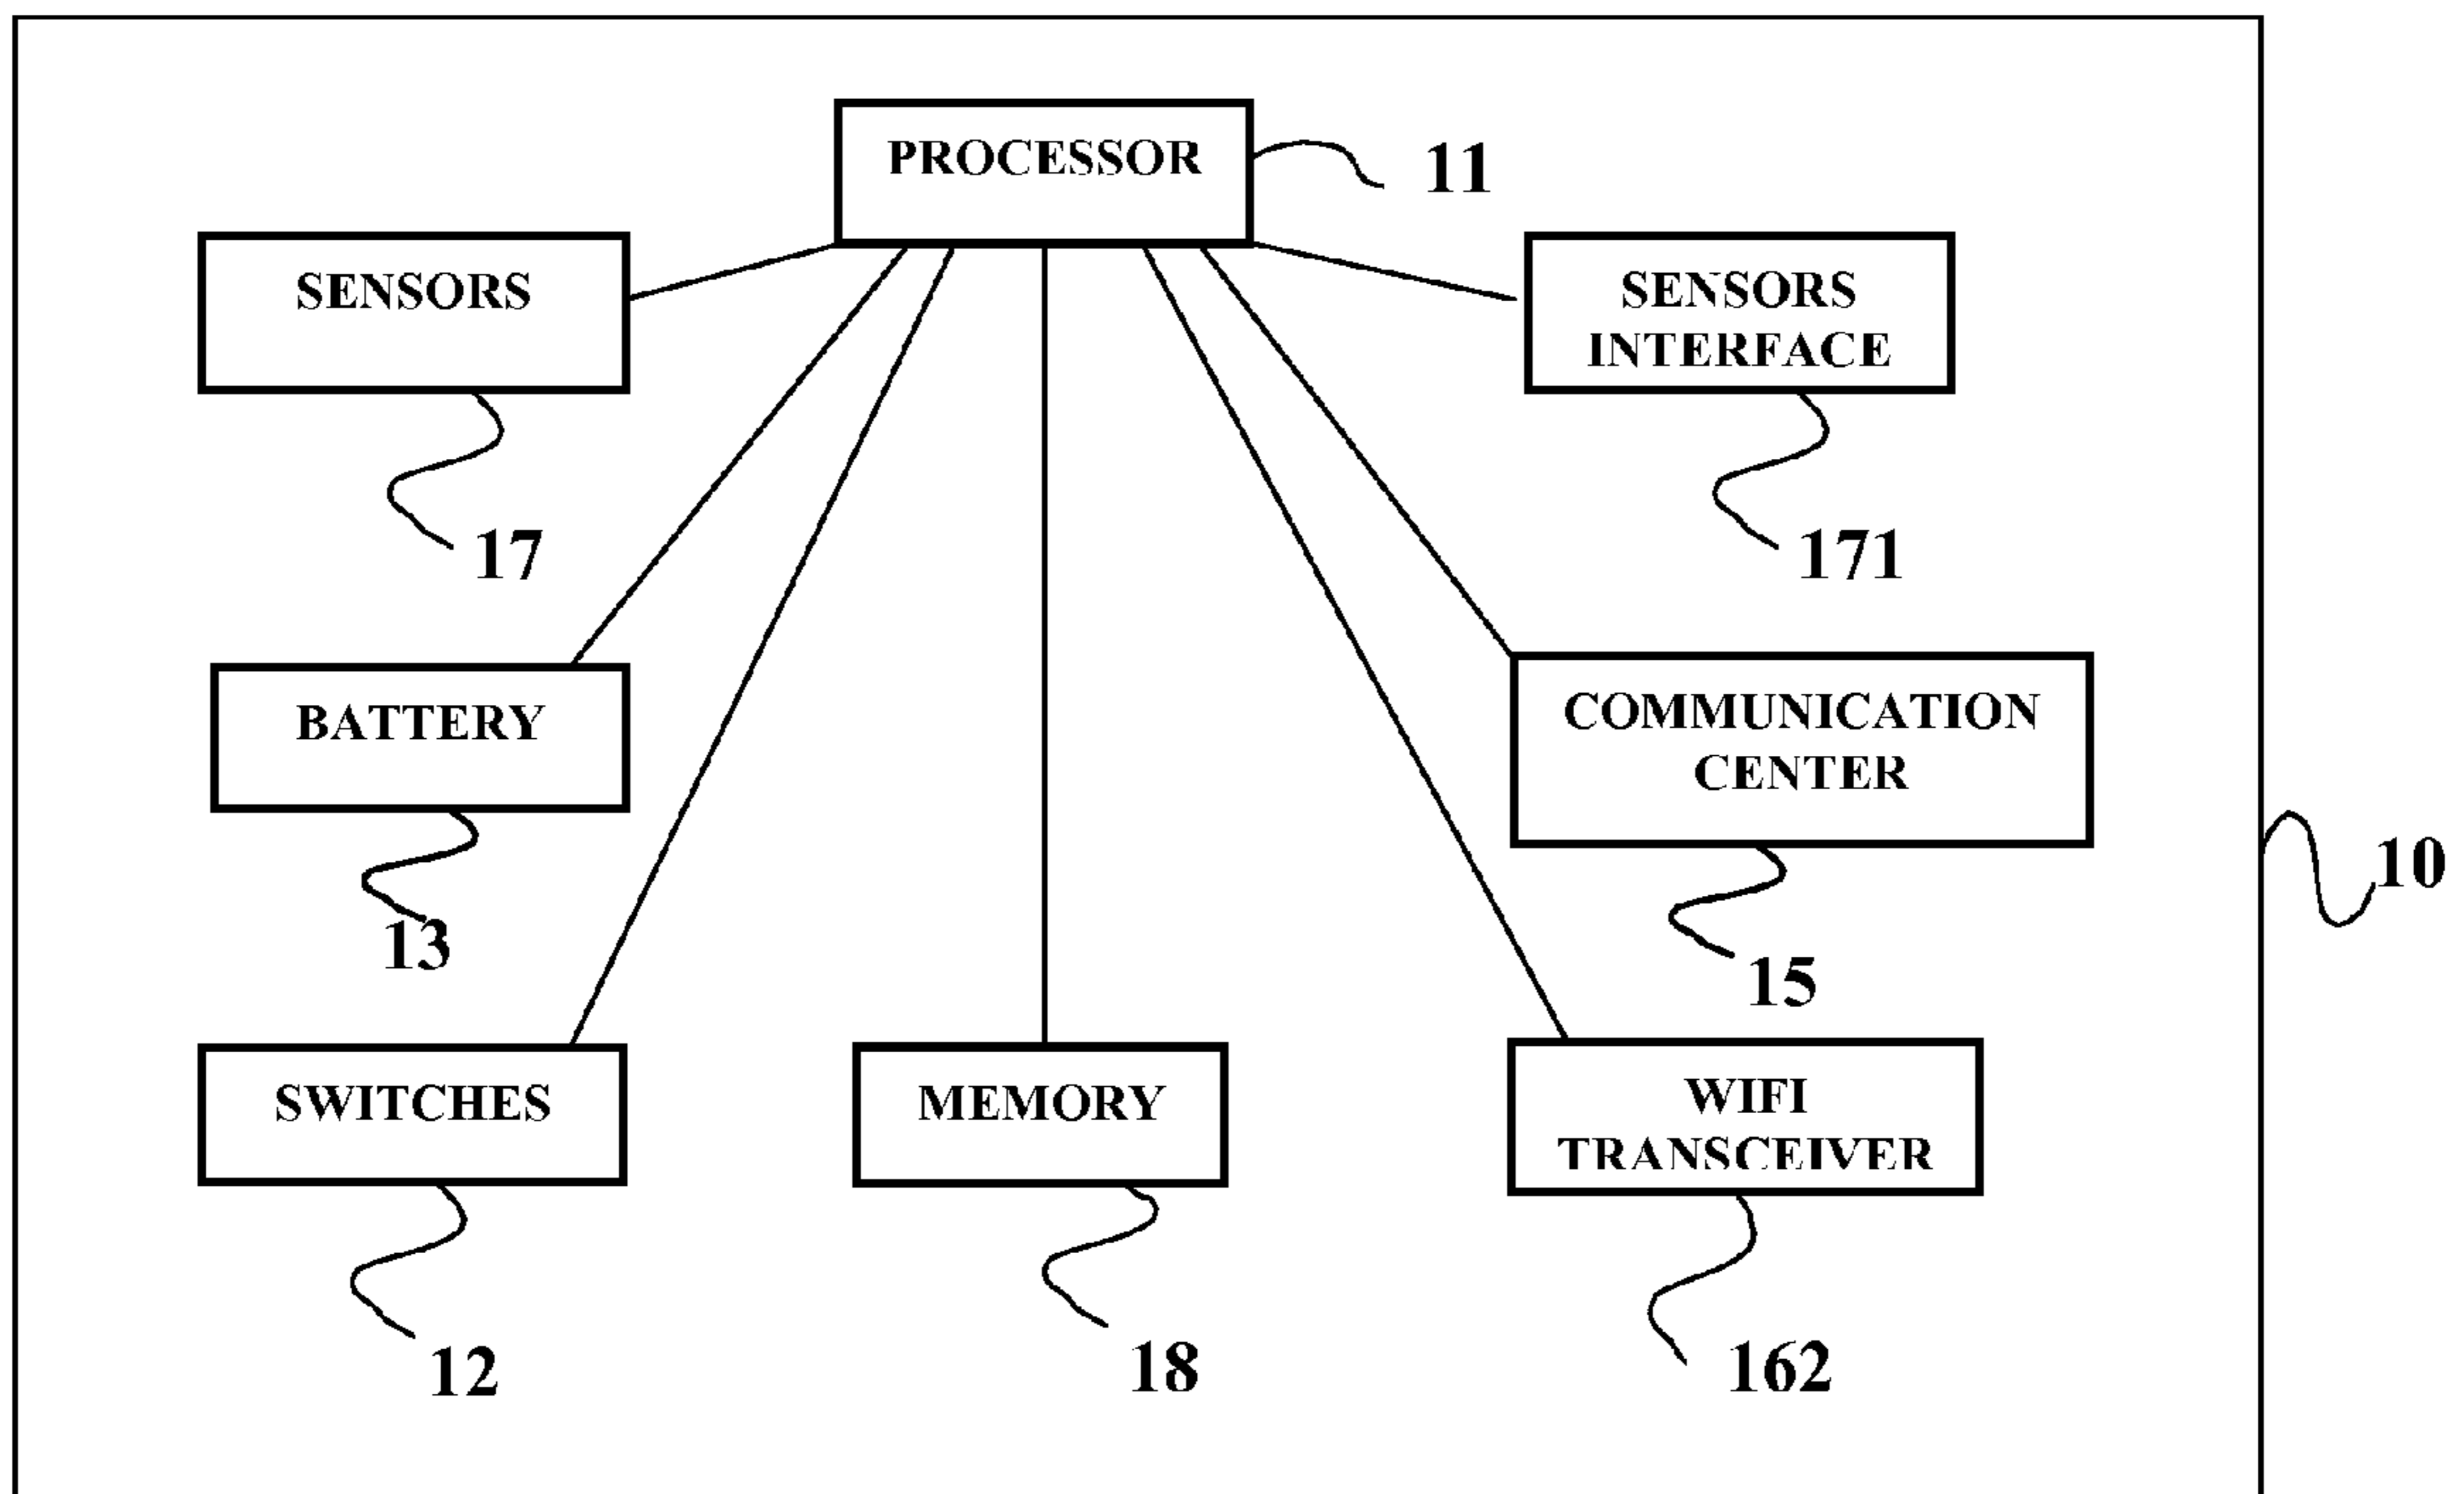 PROCESSOR
11
SENSORS
SENSORS
INTERFACE
17
171
BATTERY
COMMUNICATION
CENTER
10
13
15
SWITCHES
MEMORY
WIFI
TRANSCEIVER
12
18
162